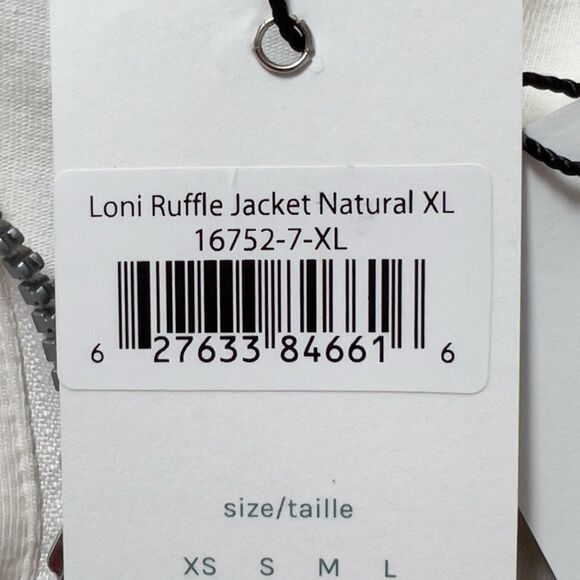 Loni Ruffle Jacket Natural XL
16752-7-XL
6 27633 84661 6
size/taille
XS S M L